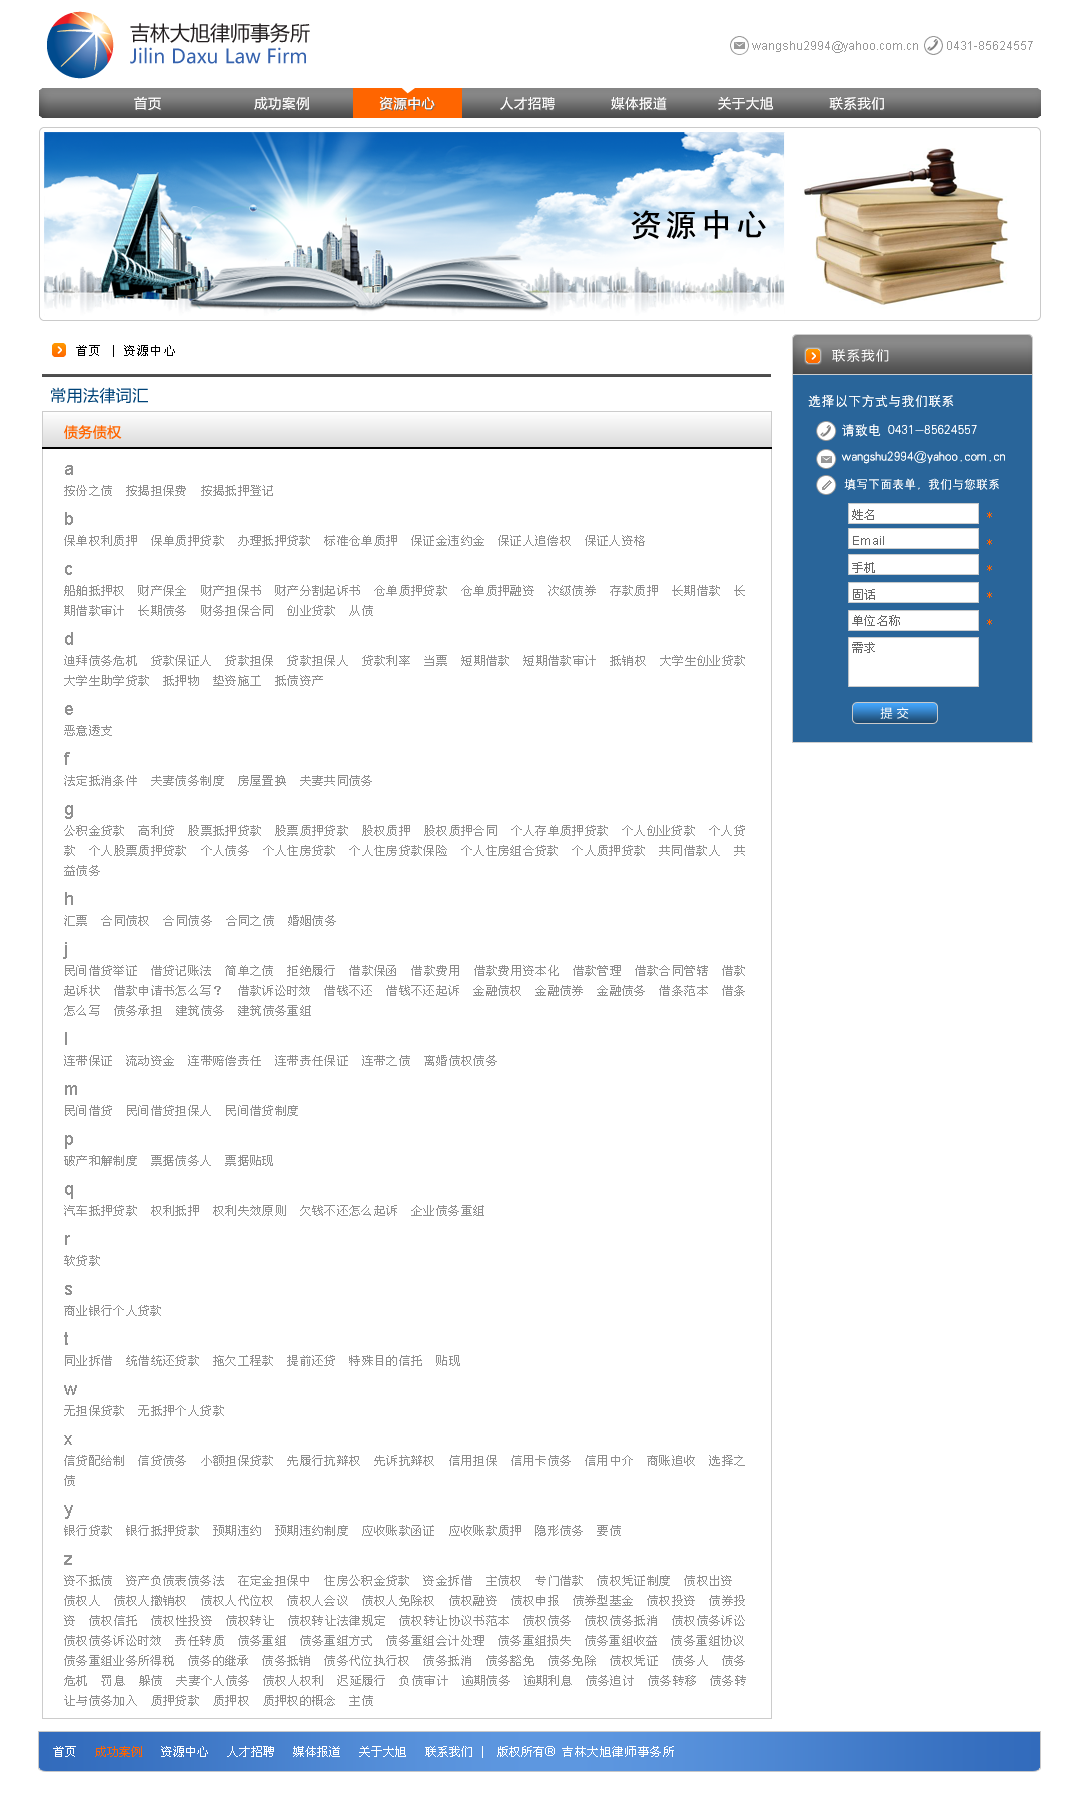 吉林大旭律师事务所
Jilin Daxu Law Firm
wangshu2994@yahoo.com.cn 0431-85624557
首页 成功案例 资源中心 人才招聘 媒体报道 关于大旭 联系我们
资源中心
首页 | 资源中心
常用法律词汇
债务债权
a
按份之债 按揭担保费 按揭抵押登记
b
保单权利质押 保单质押贷款 办理抵押贷款 标准仓单质押 保证金违约金 保证人追偿权 保证人资格
c
船舶抵押权 财产保全 财产担保书 财产分割起诉书 仓单质押贷款 仓单质押融资 次级债券 存款质押 长期借款 长
期借款审计 长期债务 财务担保合同 创业贷款 从债
d
迪拜债务危机 贷款保证人 贷款担保 贷款担保人 贷款利率 当票 短期借款 短期借款审计 抵销权 大学生创业贷款
大学生助学贷款 抵押物 垫资施工 抵债资产
e
恶意透支
f
法定抵消条件 夫妻债务制度 房屋置换 夫妻共同债务
g
公积金贷款 高利贷 股票抵押贷款 股票质押贷款 股权质押 股权质押合同 个人存单质押贷款 个人创业贷款 个人贷
款 个人股票质押贷款 个人债务 个人住房贷款 个人住房贷款保险 个人住房组合贷款 个人质押贷款 共同借款人 共
益债务
h
汇票 合同债权 合同债务 合同之债 婚姻债务
j
民间借贷举证 借贷记账法 简单之债 拒绝履行 借款保函 借款费用 借款费用资本化 借款管理 借款合同管辖 借款
起诉状 借款申请书怎么写？ 借款诉讼时效 借钱不还 借钱不还起诉 金融债权 金融债券 金融债务 借条范本 借条
怎么写 债务承担 建筑债务 建筑债务重组
l
连带保证 流动资金 连带赔偿责任 连带责任保证 连带之债 离婚债权债务
m
民间借贷 民间借贷担保人 民间借贷制度
p
破产和解制度 票据债务人 票据贴现
q
汽车抵押贷款 权利抵押 权利失效原则 欠钱不还怎么起诉 企业债务重组
r
软贷款
s
商业银行个人贷款
t
同业拆借 统借统还贷款 拖欠工程款 提前还贷 特殊目的信托 贴现
w
无担保贷款 无抵押个人贷款
x
信贷配给制 信贷债务 小额担保贷款 先履行抗辩权 先诉抗辩权 信用担保 信用卡债务 信用中介 商账追收 选择之
债
y
银行贷款 银行抵押贷款 预期违约 预期违约制度 应收账款函证 应收账款质押 隐形债务 要债
z
资不抵债 资产负债表债务法 在定金担保中 住房公积金贷款 资金拆借 主债权 专门借款 债权凭证制度 债权出资
债权人 债权人撤销权 债权人代位权 债权人会议 债权人免除权 债权融资 债权申报 债券型基金 债权投资 债券投
资 债权信托 债权性投资 债权转让 债权转让法律规定 债权转让协议书范本 债权债务 债权债务抵消 债权债务诉讼
债权债务诉讼时效 责任转质 债务重组 债务重组方式 债务重组会计处理 债务重组损失 债务重组收益 债务重组协议
债务重组业务所得税 债务的继承 债务抵销 债务代位执行权 债务抵消 债务豁免 债务免除 债权凭证 债务人 债务
危机 罚息 躲债 夫妻个人债务 债权人权利 迟延履行 负债审计 逾期债务 逾期利息 债务追讨 债务转移 债务转
让与债务加入 质押贷款 质押权 质押权的概念 主债
联系我们
选择以下方式与我们联系
请致电 0431-85624557
wangshu2994@yahoo.com.cn
填写下面表单，我们与您联系
姓名 *
Email *
手机 *
固话 *
单位名称 *
需求
提交
首页 成功案例 资源中心 人才招聘 媒体报道 关于大旭 联系我们 | 版权所有® 吉林大旭律师事务所